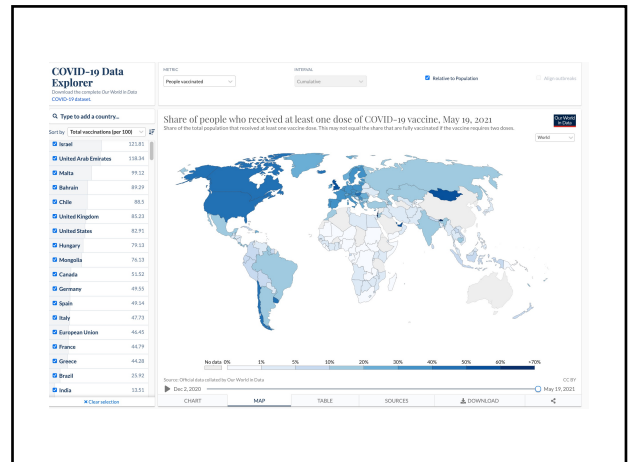 COVID-19 Data
Explorer
Download the complete Our World in Data
COVID-19 dataset.
METRIC
People vaccinated
INTERVAL
Cumulative
Relative to Population
Align outbreaks
Type to add a country...
Sort by Total vaccinations (per 100)
Israel 121.81
United Arab Emirates 118.34
Malta 99.12
Bahrain 89.29
Chile 88.5
United Kingdom 85.23
United States 82.91
Hungary 79.13
Mongolia 76.13
Canada 51.52
Germany 49.55
Spain 49.14
Italy 47.73
European Union 46.45
France 44.79
Greece 44.28
Brazil 25.92
India 13.51
Clear selection
Share of people who received at least one dose of COVID-19 vaccine, May 19, 2021
Share of the total population that received at least one vaccine dose. This may not equal the share that are fully vaccinated if the vaccine requires two doses.
Our World
in Data
World
No data 0% 1% 5% 10% 20% 30% 40% 50% 60% >70%
Source: Official data collated by Our World in Data
CC BY
Dec 2, 2020
May 19, 2021
CHART MAP TABLE SOURCES DOWNLOAD